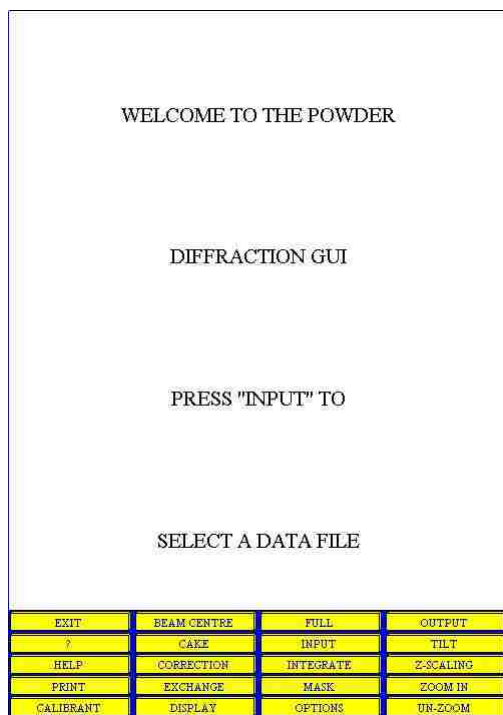 WELCOME TO THE POWDER
DIFFRACTION GUI
PRESS "INPUT" TO
SELECT A DATA FILE
EXIT BEAM CENTRE FULL OUTPUT
? CAKE INPUT TILT
HELP CORRECTION INTEGRATE Z-SCALING
PRINT EXCHANGE MASK ZOOM IN
CALIBRANT DISPLAY OPTIONS UN-ZOOM